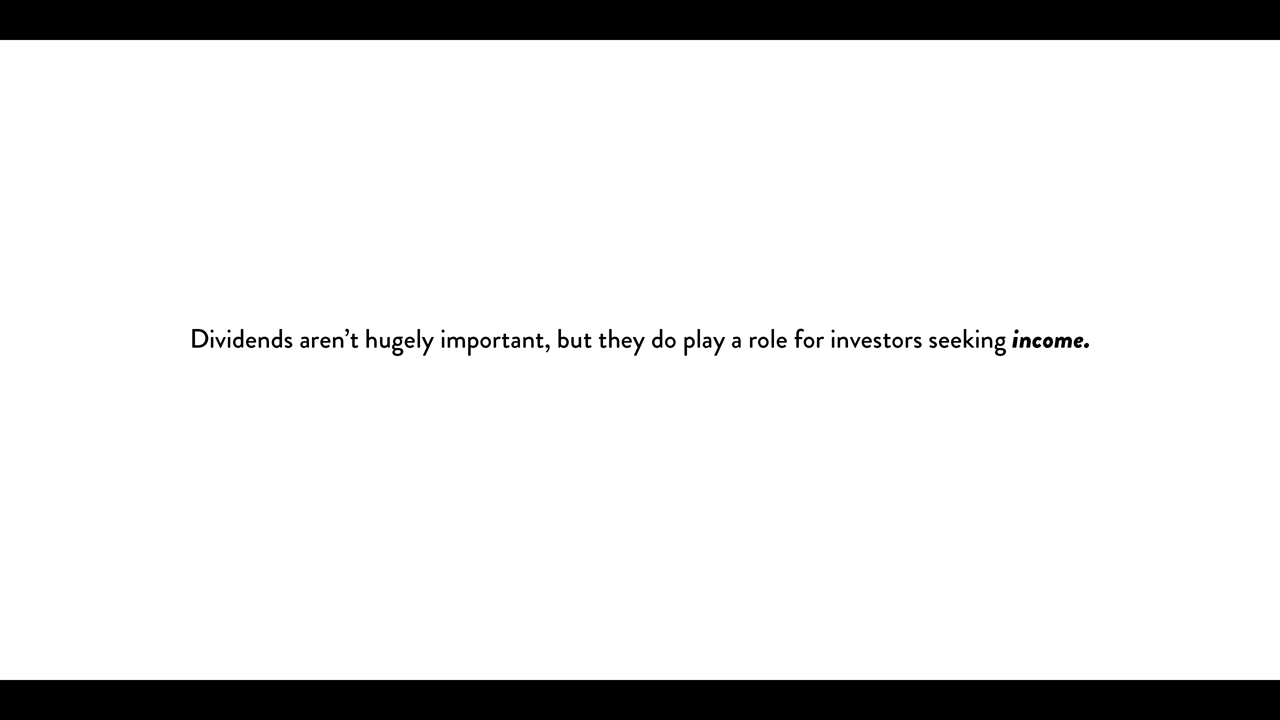 Dividends aren’t hugely important, but they do play a role for investors seeking income.